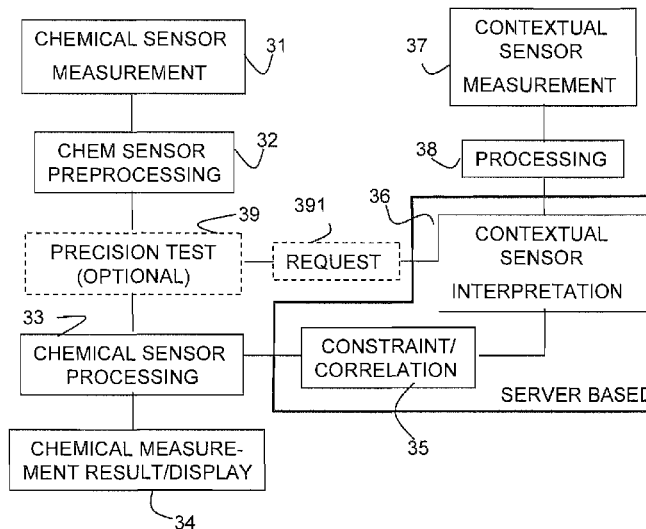 CHEMICAL SENSOR
MEASUREMENT
31
CHEM SENSOR
PREPROCESSING
32
39
PRECISION TEST
(OPTIONAL)
391
REQUEST
33
CHEMICAL SENSOR
PROCESSING
CHEMICAL MEASURE-
MENT RESULT/DISPLAY
34
37
CONTEXTUAL
SENSOR
MEASUREMENT
38
PROCESSING
36
CONTEXTUAL
SENSOR
INTERPRETATION
CONSTRAINT/
CORRELATION
35
SERVER BASED